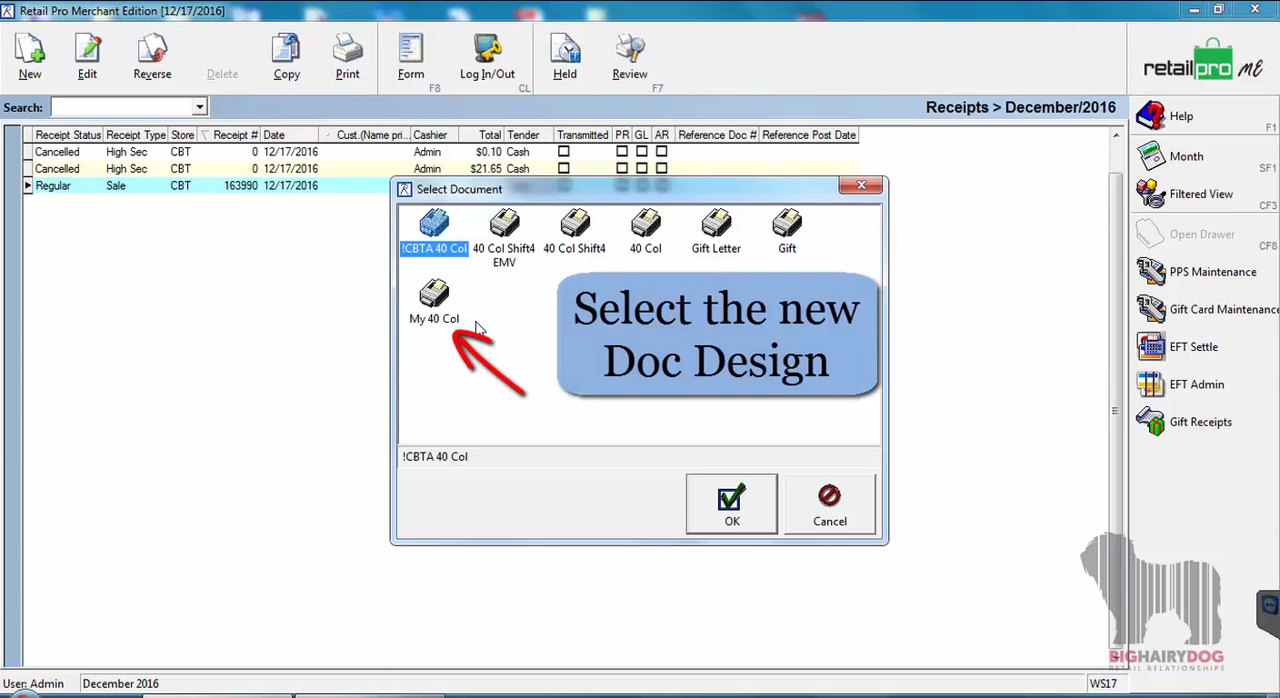 Retail Pro Merchant Edition [12/17/2016]
New Edit Reverse Delete Copy Print Form F8 Log In/Out CL Held Review F7
retailpro ME
Search:
Receipts > December/2016
Receipt Status Receipt Type Store Receipt # Date Cust.(Name pri... Cashier Total Tender Transmitted PR GL AR Reference Doc # Reference Post Date
Cancelled High Sec CBT 0 12/17/2016 Admin $0.10 Cash
Cancelled High Sec CBT 0 12/17/2016 Admin $21.65 Cash
Regular Sale CBT 163990 12/17/2016
Select Document
!CBTA 40 Col
40 Col Shift4
EMV
40 Col Shift4
40 Col
Gift Letter
Gift
My 40 Col
Select the new
Doc Design
!CBTA 40 Col
OK
Cancel
Help
F1
Month
SF1
Filtered View
CF3
Open Drawer
CF8
PPS Maintenance
Gift Card Maintenance
EFT Settle
EFT Admin
Gift Receipts
BIGHAIRYDOG
RETAIL RELATIONSHIPS
User: Admin December 2016 WS17